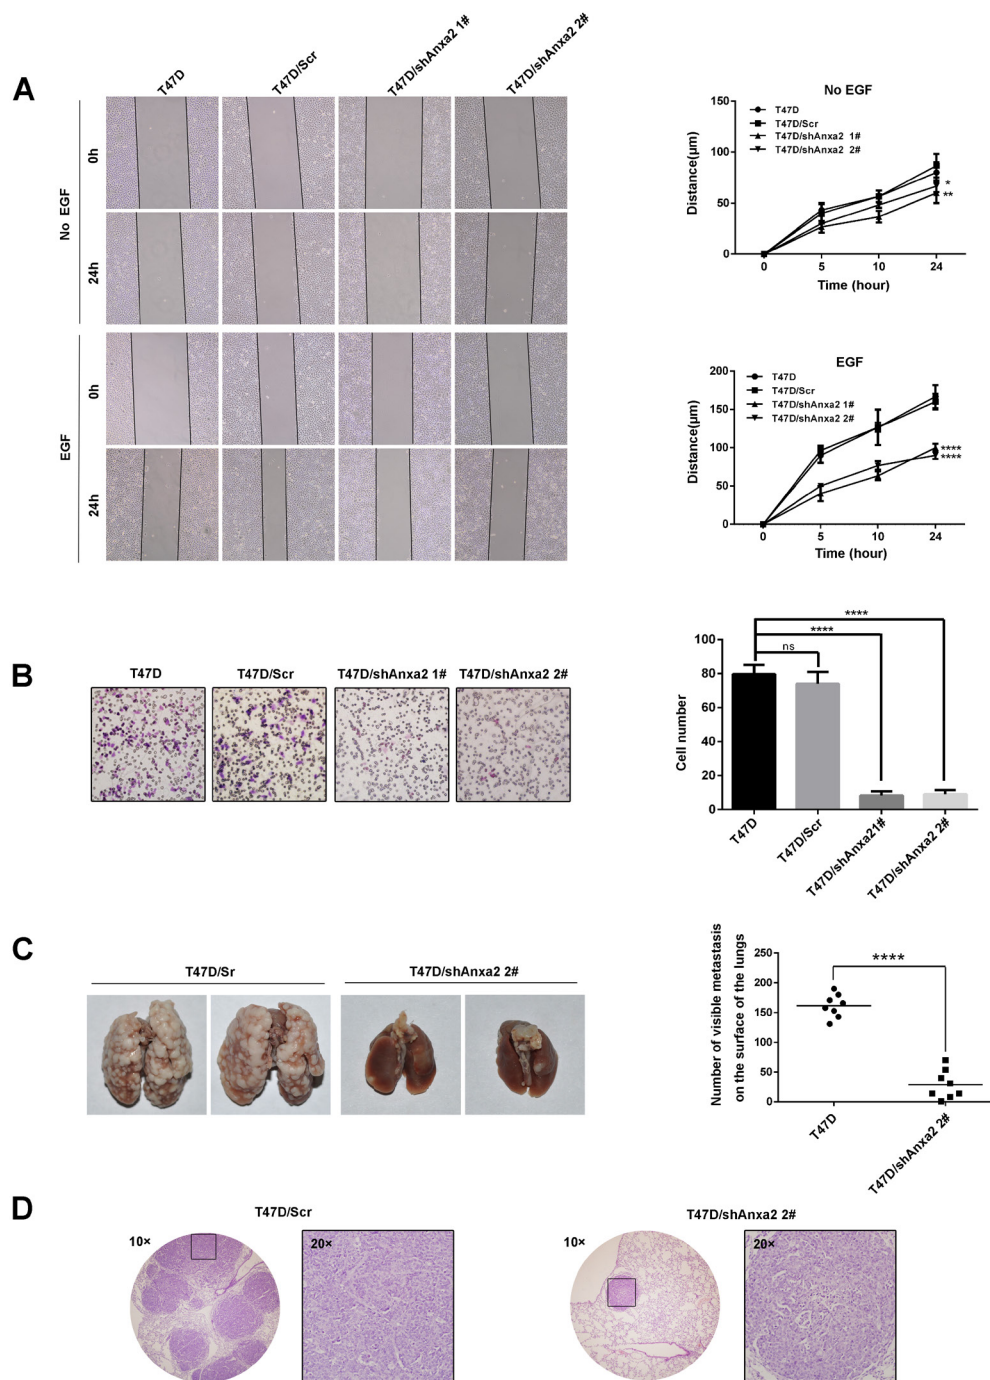 A
T47D
T47D/Scr
T47D/shAnxa2 1#
T47D/shAnxa2 2#
No EGF
0h
24h
EGF
0h
24h
No EGF
T47D
T47D/Scr
T47D/shAnxa2 1#
T47D/shAnxa2 2#
Distance(μm)
150
100
50
0
*
**
0 5 10 24
Time (hour)
EGF
T47D
T47D/Scr
T47D/shAnxa2 1#
T47D/shAnxa2 2#
Distance(μm)
200
150
100
50
0
****
****
0 5 10 24
Time (hour)
B
T47D
T47D/Scr
T47D/shAnxa2 1#
T47D/shAnxa2 2#
****
****
ns
Cell number
100
80
60
40
20
0
T47D
T47D/Scr
T47D/shAnxa21#
T47D/shAnxa2 2#
C
T47D/Sr
T47D/shAnxa2 2#
Number of visible metastasis
on the surface of the lungs
250
200
150
100
50
0
****
T47D
T47D/shAnxa2 2#
D
T47D/Scr
10×
20×
T47D/shAnxa2 2#
10×
20×